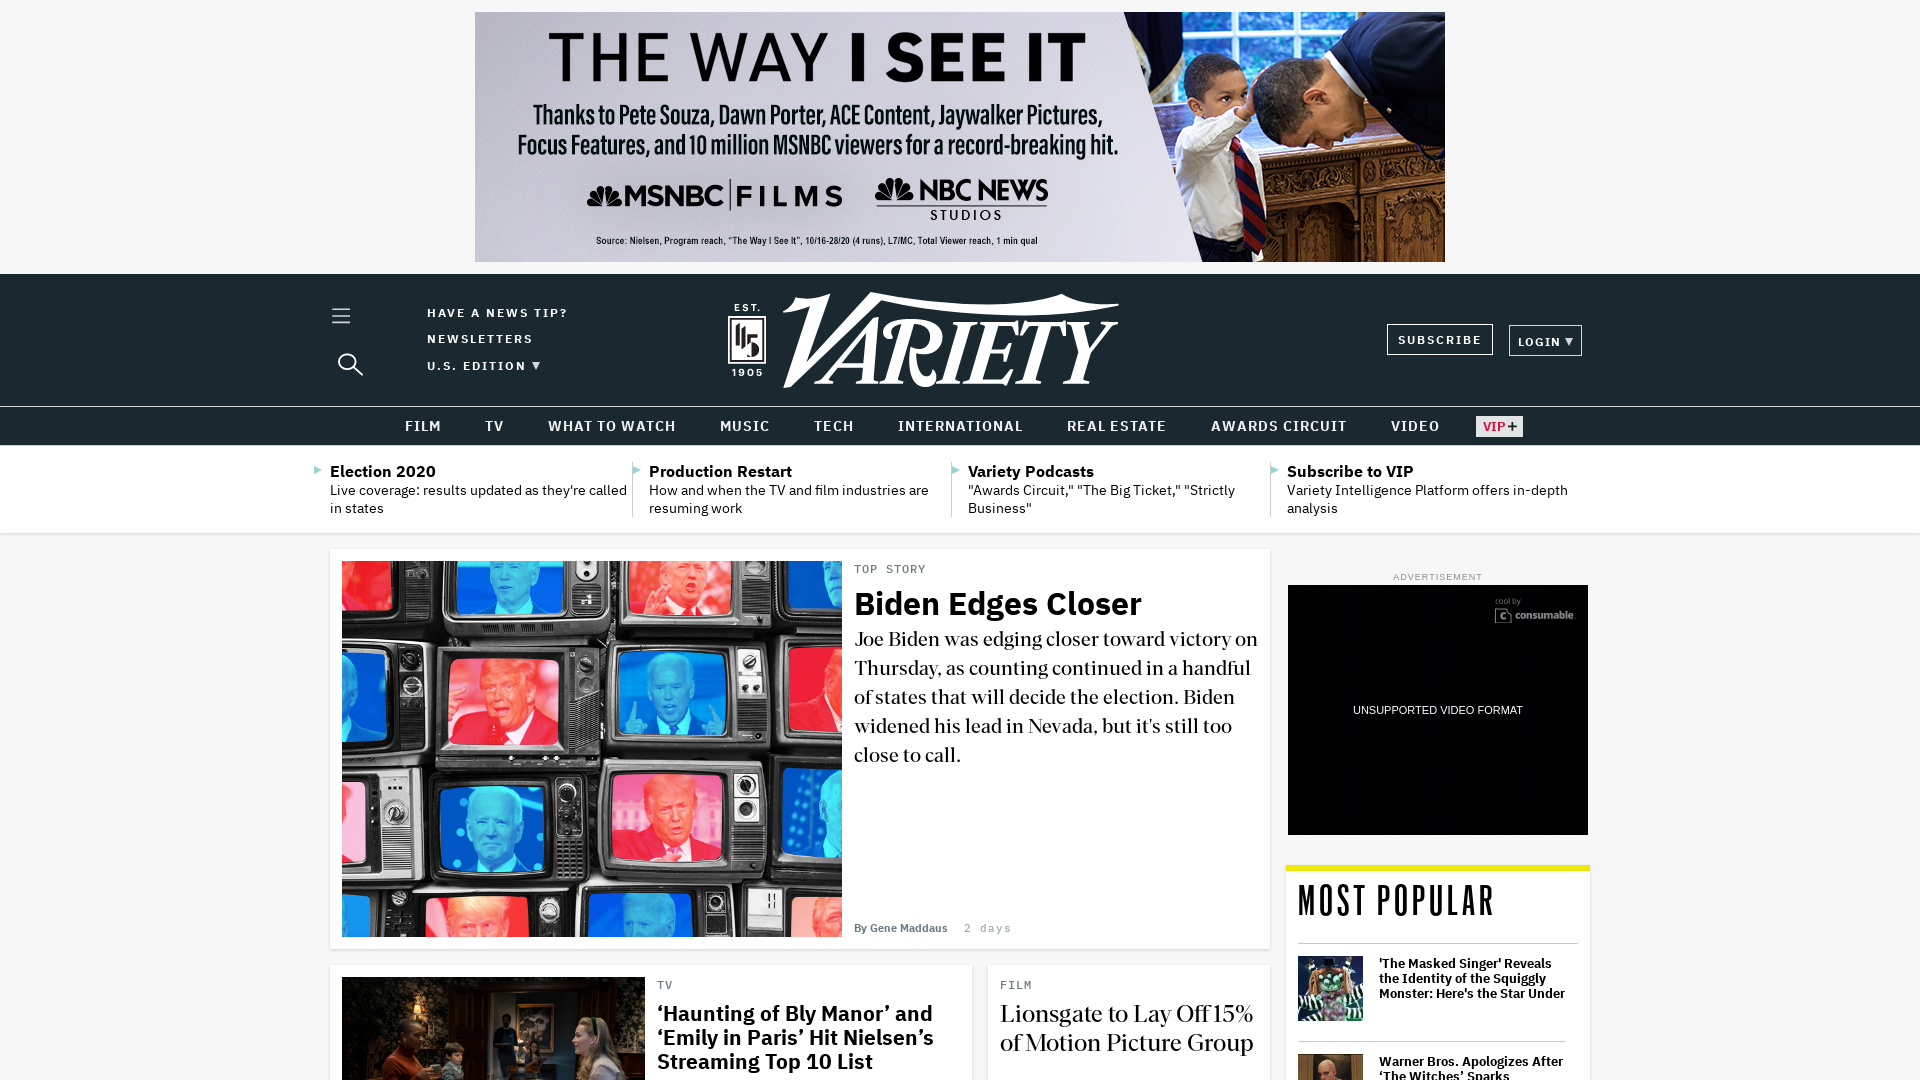 THE WAY I SEE IT
Thanks to Pete Souza, Dawn Porter, ACE Content, Jaywalker Pictures,
Focus Features, and 10 million MSNBC viewers for a record-breaking hit.
MSNBC | FILMS
NBC NEWS
STUDIOS
Source: Nielsen, Program reach, "The Way I See It", 10/16-28/20 (4 runs), L7/MC, Total Viewer reach, 1 min qual
HAVE A NEWS TIP?
NEWSLETTERS
U.S. EDITION ▼
EST.
115
1905
VARIETY
SUBSCRIBE
LOGIN ▼
FILM
TV
WHAT TO WATCH
MUSIC
TECH
INTERNATIONAL
REAL ESTATE
AWARDS CIRCUIT
VIDEO
VIP+
Election 2020
Live coverage: results updated as they're called
in states
Production Restart
How and when the TV and film industries are
resuming work
Variety Podcasts
"Awards Circuit," "The Big Ticket," "Strictly
Business"
Subscribe to VIP
Variety Intelligence Platform offers in-depth
analysis
TOP STORY
Biden Edges Closer
Joe Biden was edging closer toward victory on
Thursday, as counting continued in a handful
of states that will decide the election. Biden
widened his lead in Nevada, but it's still too
close to call.
By Gene Maddaus 2 days
TV
‘Haunting of Bly Manor’ and
‘Emily in Paris’ Hit Nielsen’s
Streaming Top 10 List
FILM
Lionsgate to Lay Off 15%
of Motion Picture Group
ADVERTISEMENT
cool by
consumable
UNSUPPORTED VIDEO FORMAT
MOST POPULAR
'The Masked Singer' Reveals
the Identity of the Squiggly
Monster: Here's the Star Under
Warner Bros. Apologizes After
‘The Witches’ Sparks